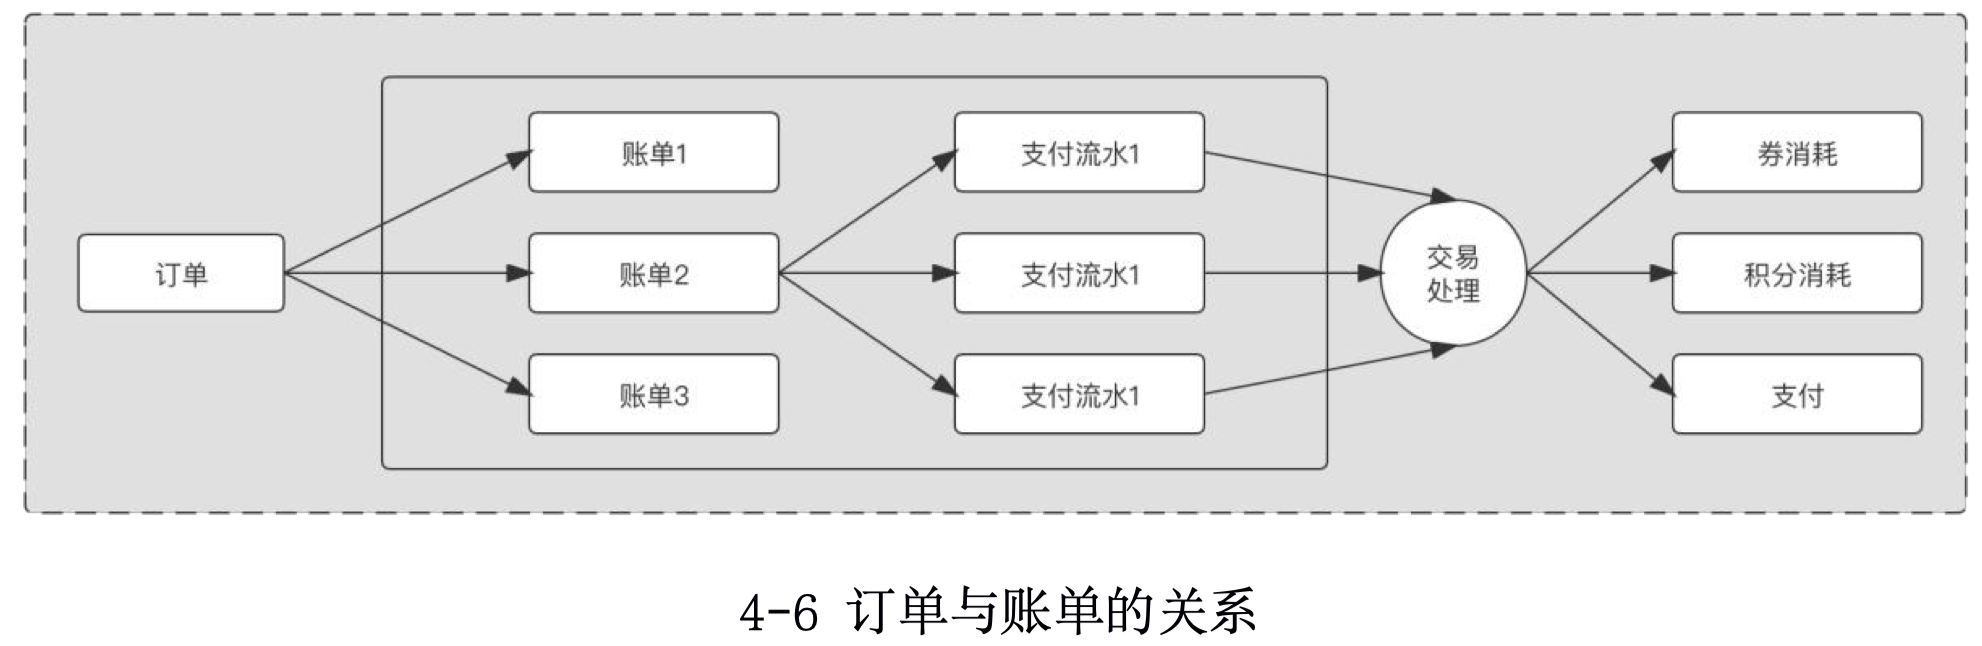 订单
账单1
账单2
账单3
支付流水1
支付流水1
支付流水1
交易
处理
券消耗
积分消耗
支付
4-6 订单与账单的关系